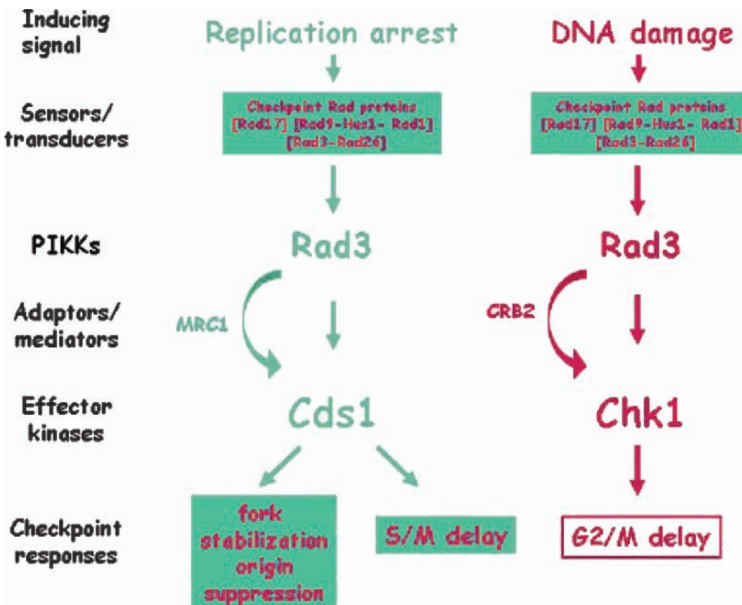 Inducing
signal
Replication arrest
DNA damage
Sensors/
transducers
Checkpoint Rad proteins
[Rad17] [Rad9-Hus1- Rad1]
[Rad3-Rad26]
Checkpoint Rad proteins
[Rad17] [Rad9-Hus1- Rad1]
[Rad3-Rad26]
PIKKs
Rad3
Rad3
Adaptors/
mediators
MRC1
CRB2
Effector
kinases
Cds1
Chk1
Checkpoint
responses
fork
stabilization
origin
suppression
S/M delay
G2/M delay